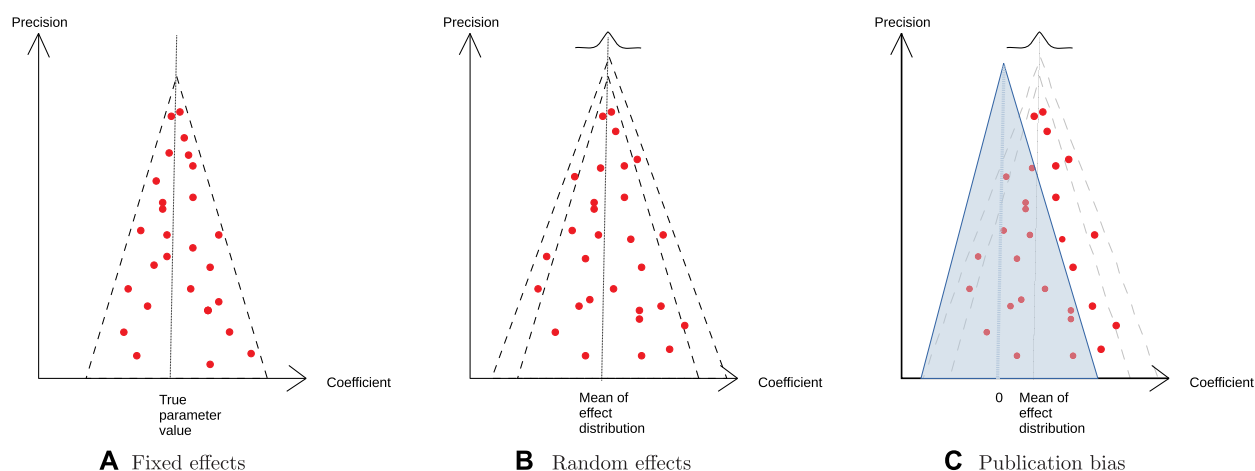 Precision
Coefficient
True
parameter
value
A Fixed effects
Precision
Coefficient
Mean of
effect
distribution
B Random effects
Precision
Coefficient
0
Mean of
effect
distribution
C Publication bias